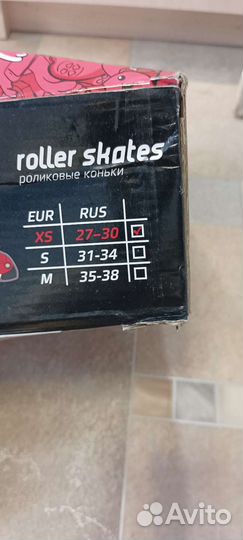 roller skates
роликовые коньки
EUR RUS
XS 27–30
S 31-34
M 35-38
Avito